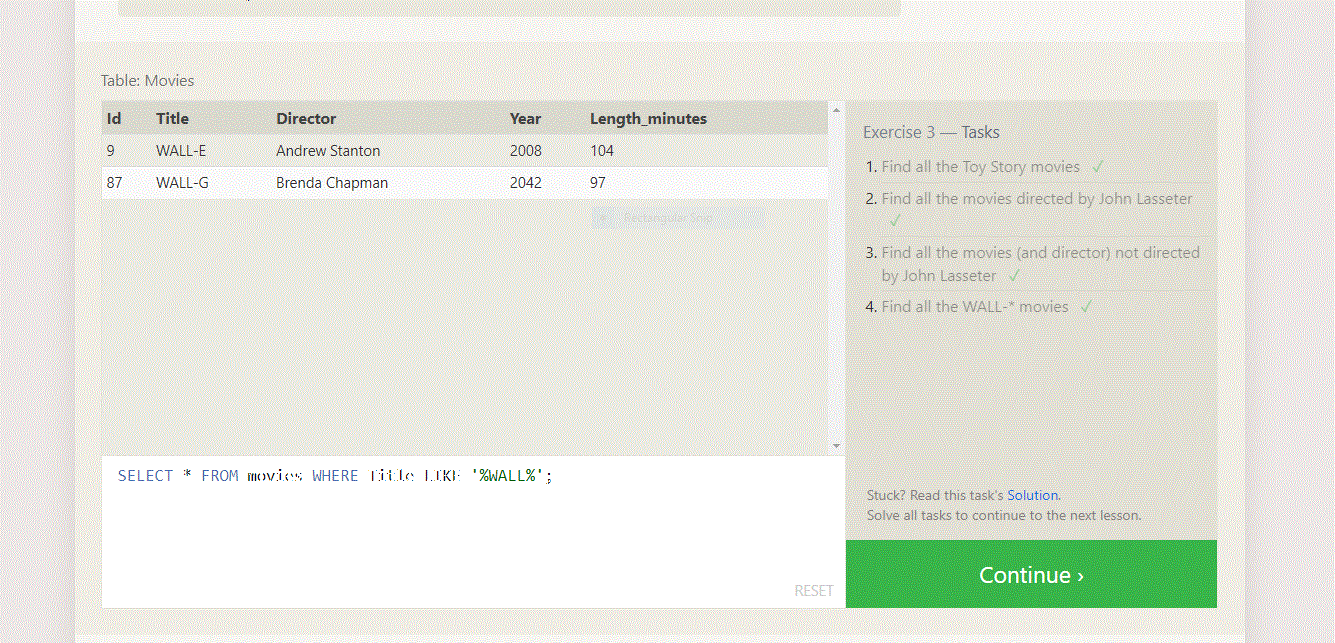 Table: Movies
Id Title Director Year Length_minutes
9 WALL-E Andrew Stanton 2008 104
87 WALL-G Brenda Chapman 2042 97
Rectangular Snip
SELECT * FROM movies WHERE Title LIKE '%WALL%';
RESET
Exercise 3 — Tasks
1. Find all the Toy Story movies ✓
2. Find all the movies directed by John Lasseter
✓
3. Find all the movies (and director) not directed
by John Lasseter ✓
4. Find all the WALL-* movies ✓
Stuck? Read this task's Solution.
Solve all tasks to continue to the next lesson.
Continue ›